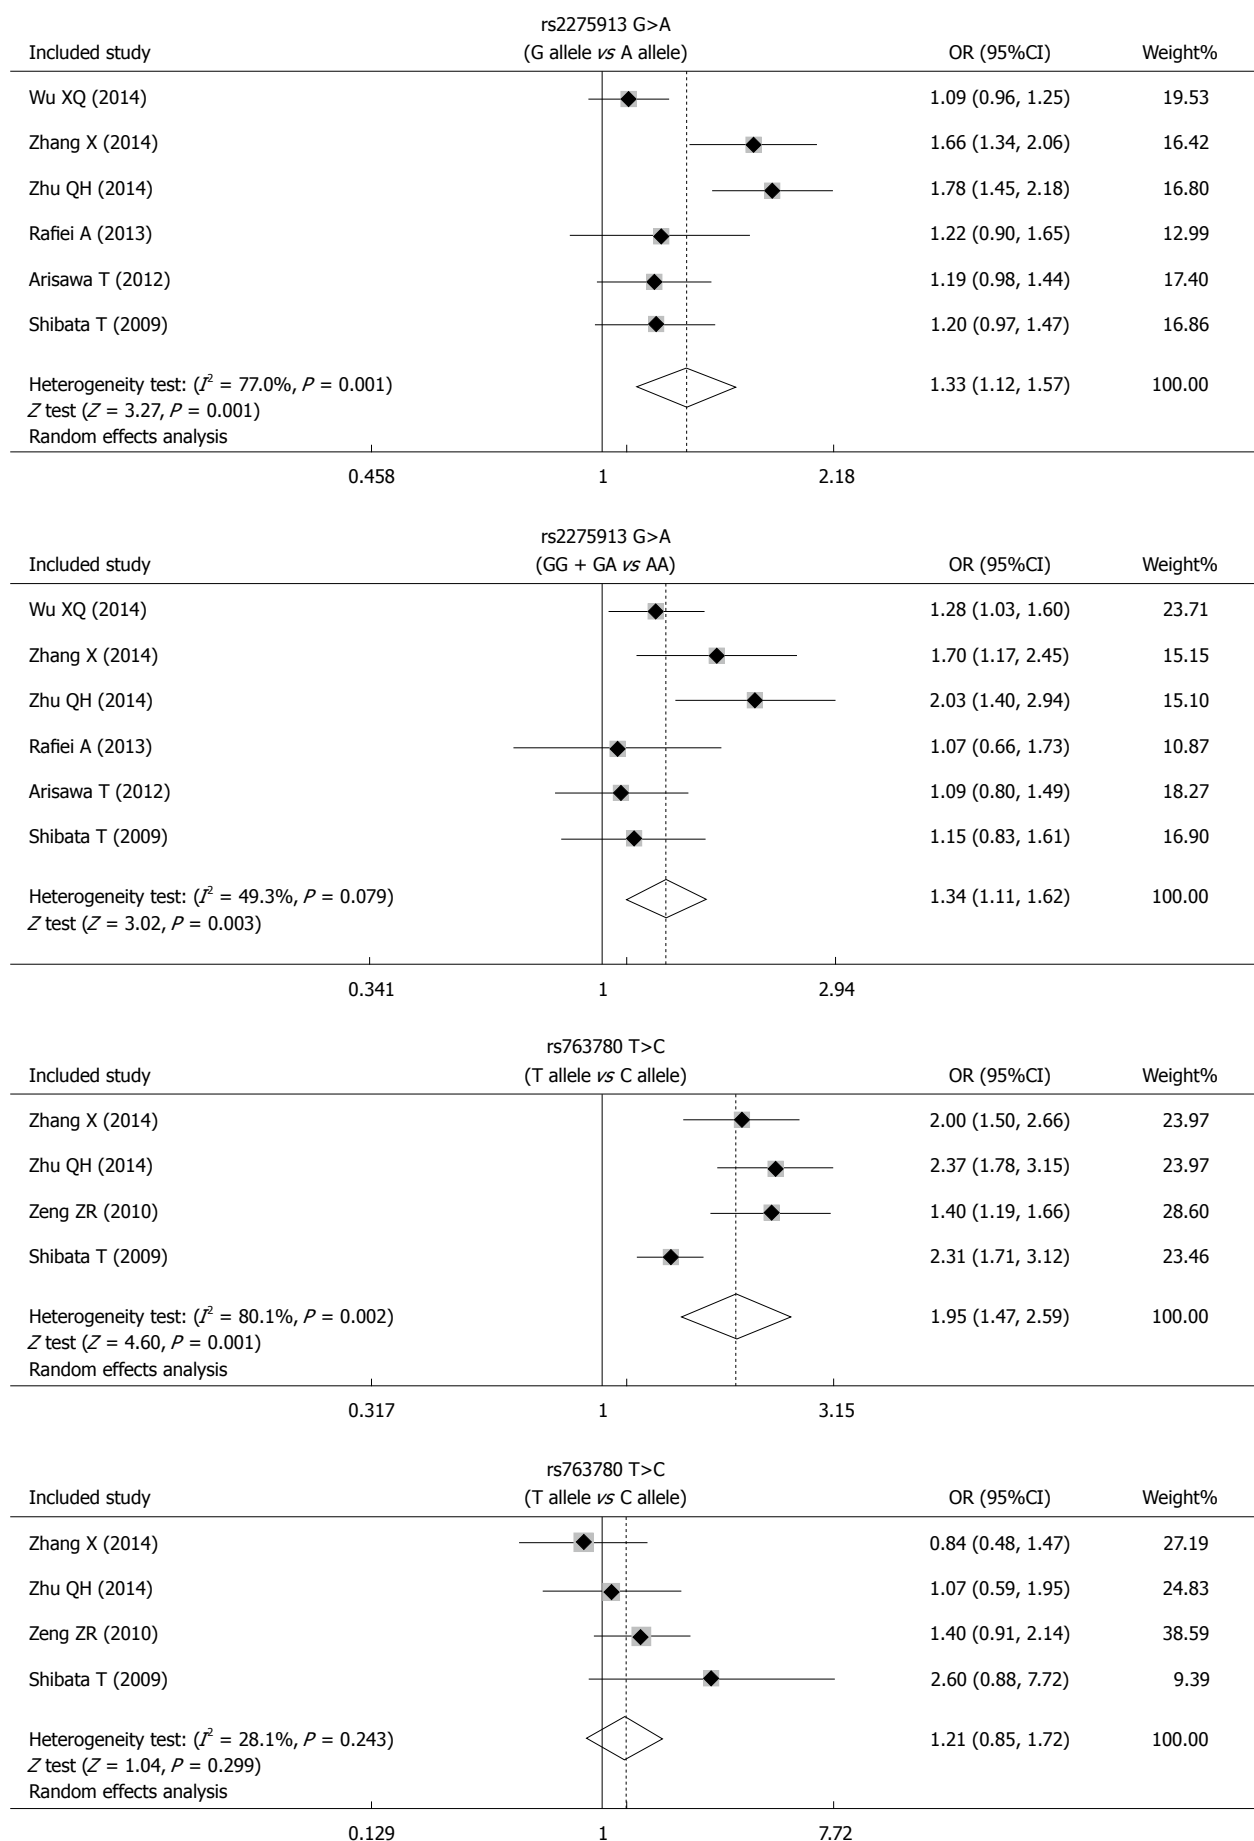 rs2275913 G>A
Included study (G allele vs A allele) OR (95%CI) Weight%
Wu XQ (2014) 1.09 (0.96, 1.25) 19.53
Zhang X (2014) 1.66 (1.34, 2.06) 16.42
Zhu QH (2014) 1.78 (1.45, 2.18) 16.80
Rafiei A (2013) 1.22 (0.90, 1.65) 12.99
Arisawa T (2012) 1.19 (0.98, 1.44) 17.40
Shibata T (2009) 1.20 (0.97, 1.47) 16.86
Heterogeneity test: (I² = 77.0%, P = 0.001) 1.33 (1.12, 1.57) 100.00
Z test (Z = 3.27, P = 0.001)
Random effects analysis
0.458 1 2.18
rs2275913 G>A
Included study (GG + GA vs AA) OR (95%CI) Weight%
Wu XQ (2014) 1.28 (1.03, 1.60) 23.71
Zhang X (2014) 1.70 (1.17, 2.45) 15.15
Zhu QH (2014) 2.03 (1.40, 2.94) 15.10
Rafiei A (2013) 1.07 (0.66, 1.73) 10.87
Arisawa T (2012) 1.09 (0.80, 1.49) 18.27
Shibata T (2009) 1.15 (0.83, 1.61) 16.90
Heterogeneity test: (I² = 49.3%, P = 0.079) 1.34 (1.11, 1.62) 100.00
Z test (Z = 3.02, P = 0.003)
0.341 1 2.94
rs763780 T>C
Included study (T allele vs C allele) OR (95%CI) Weight%
Zhang X (2014) 2.00 (1.50, 2.66) 23.97
Zhu QH (2014) 2.37 (1.78, 3.15) 23.97
Zeng ZR (2010) 1.40 (1.19, 1.66) 28.60
Shibata T (2009) 2.31 (1.71, 3.12) 23.46
Heterogeneity test: (I² = 80.1%, P = 0.002) 1.95 (1.47, 2.59) 100.00
Z test (Z = 4.60, P = 0.001)
Random effects analysis
0.317 1 3.15
rs763780 T>C
Included study (T allele vs C allele) OR (95%CI) Weight%
Zhang X (2014) 0.84 (0.48, 1.47) 27.19
Zhu QH (2014) 1.07 (0.59, 1.95) 24.83
Zeng ZR (2010) 1.40 (0.91, 2.14) 38.59
Shibata T (2009) 2.60 (0.88, 7.72) 9.39
Heterogeneity test: (I² = 28.1%, P = 0.243) 1.21 (0.85, 1.72) 100.00
Z test (Z = 1.04, P = 0.299)
Random effects analysis
0.129 1 7.72